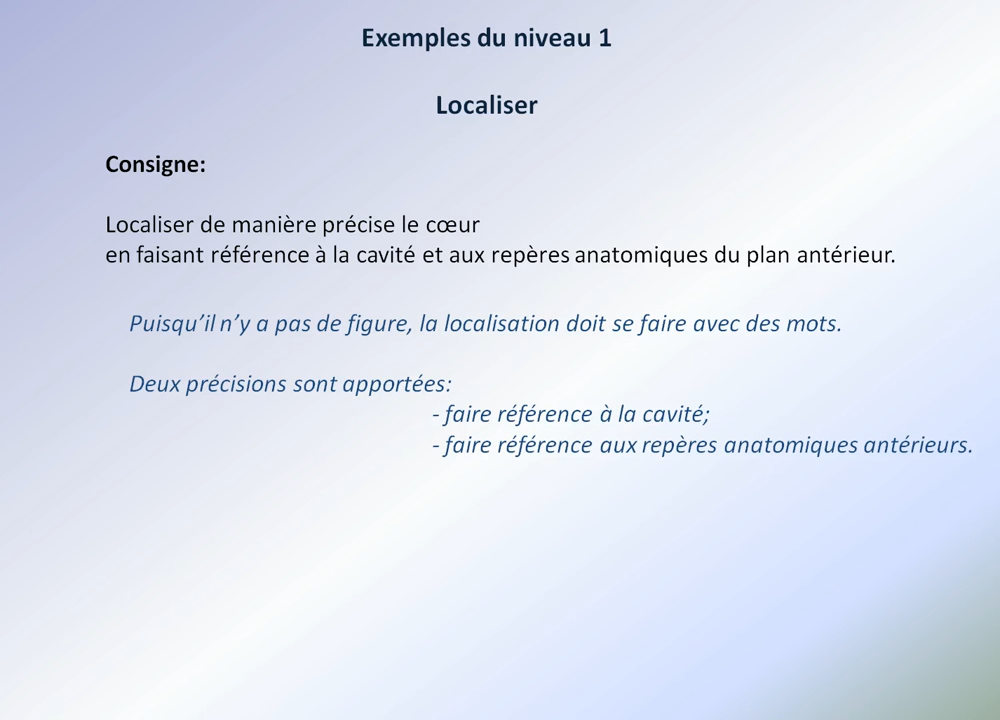 Exemples du niveau 1
Localiser
Consigne:
Localiser de manière précise le cœur
en faisant référence à la cavité et aux repères anatomiques du plan antérieur.
Puisqu’il n’y a pas de figure, la localisation doit se faire avec des mots.
Deux précisions sont apportées:
- faire référence à la cavité;
- faire référence aux repères anatomiques antérieurs.